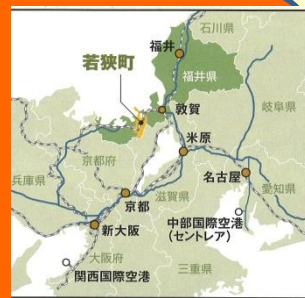 石川県
福井
若狭町
福井県
敦賀
岐阜県
米原
京都府
名古屋
兵庫県
愛知県
滋賀県
京都
中部国際空港
(セントレア)
新大阪
大阪府
三重県
関西国際空港